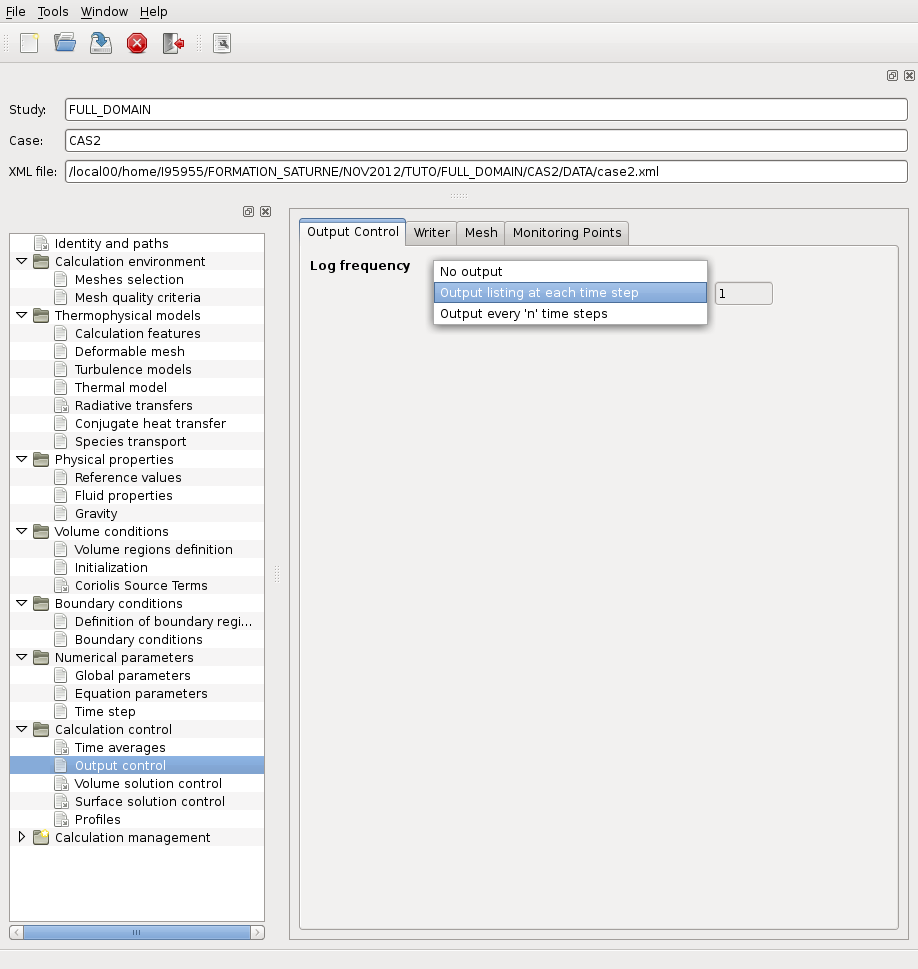 File Tools Window Help
Study: FULL_DOMAIN
Case: CAS2
XML file: /local00/home/I95955/FORMATION_SATURNE/NOV2012/TUTO/FULL_DOMAIN/CAS2/DATA/case2.xml
Identity and paths
Calculation environment
Meshes selection
Mesh quality criteria
Thermophysical models
Calculation features
Deformable mesh
Turbulence models
Thermal model
Radiative transfers
Conjugate heat transfer
Species transport
Physical properties
Reference values
Fluid properties
Gravity
Volume conditions
Volume regions definition
Initialization
Coriolis Source Terms
Boundary conditions
Definition of boundary regi...
Boundary conditions
Numerical parameters
Global parameters
Equation parameters
Time step
Calculation control
Time averages
Output control
Volume solution control
Surface solution control
Profiles
Calculation management
Output Control Writer Mesh Monitoring Points
Log frequency
No output
Output listing at each time step 1
Output every 'n' time steps